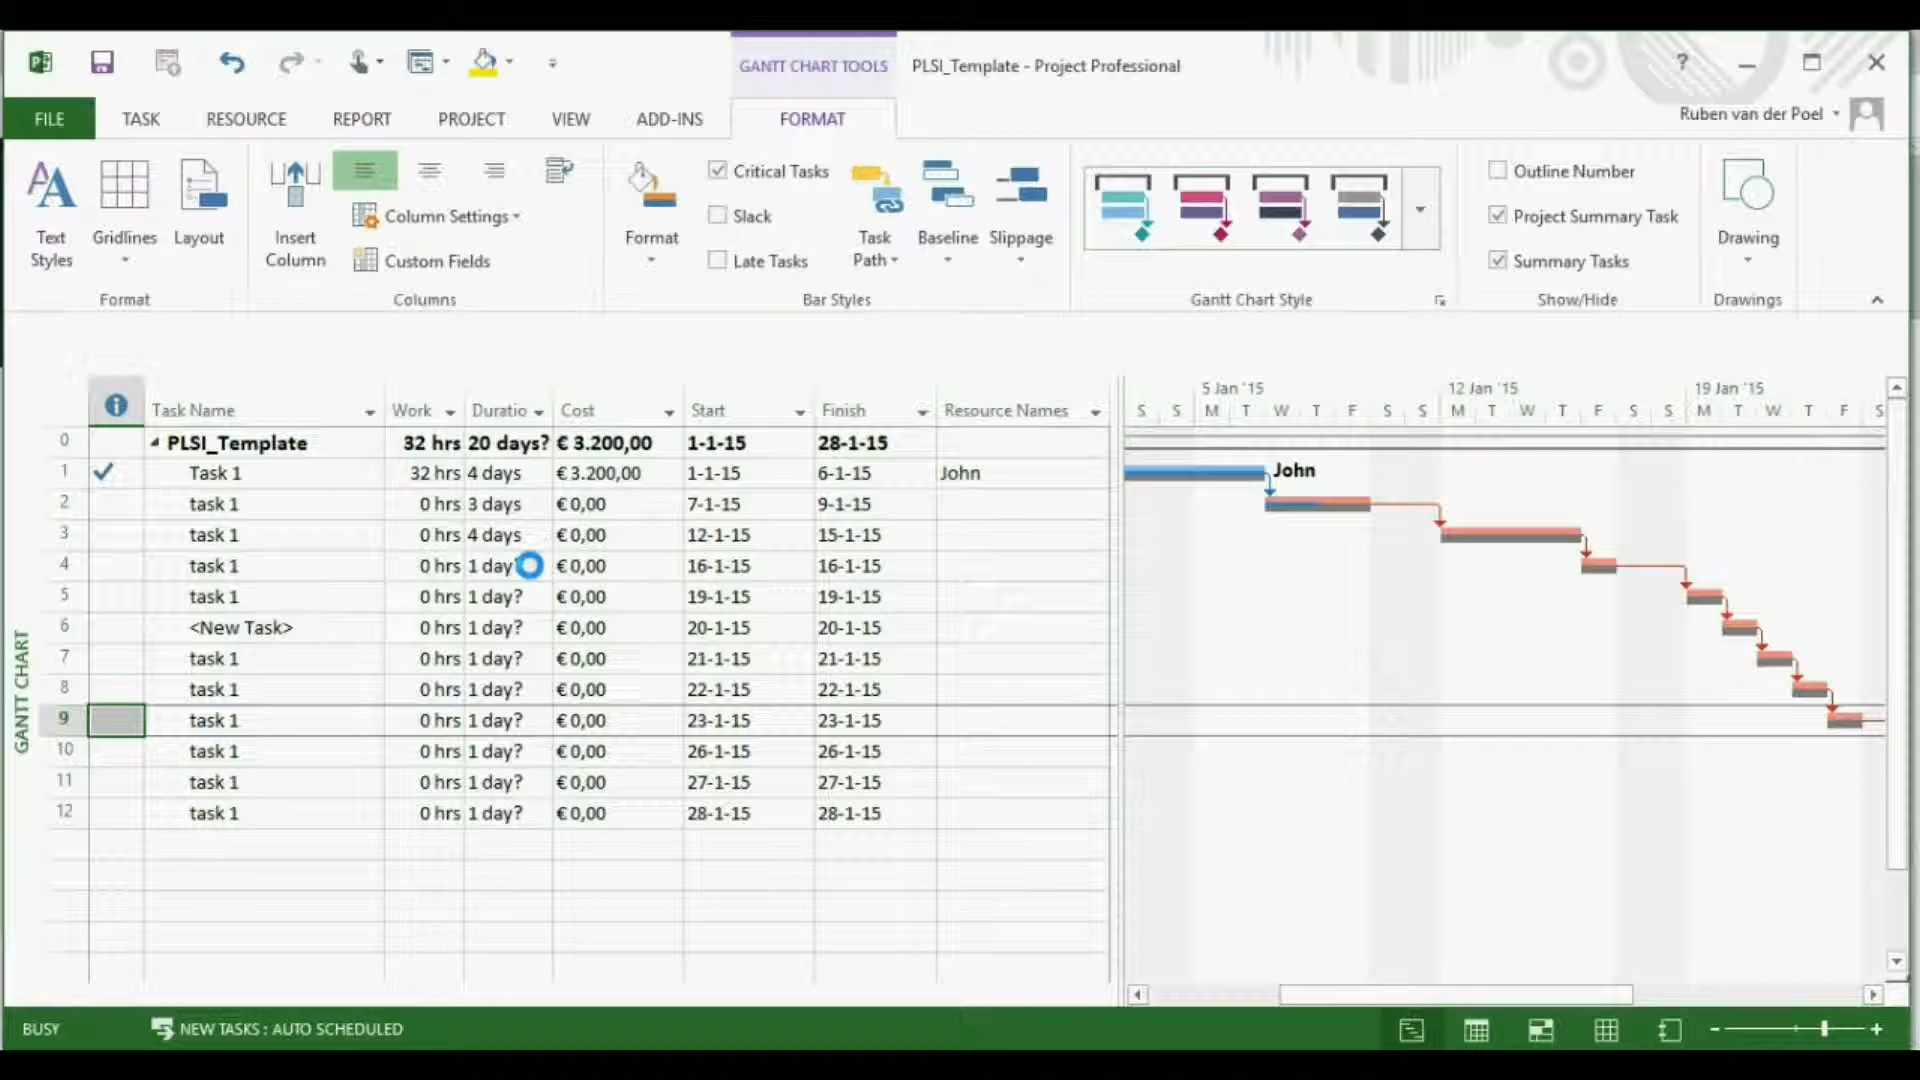 GANTT CHART TOOLS PLSI_Template - Project Professional ?
FILE TASK RESOURCE REPORT PROJECT VIEW ADD-INS FORMAT Ruben van der Poel
Text Styles
Gridlines
Layout
Format
Insert Column
Column Settings
Custom Fields
Columns
Format
Critical Tasks
Slack
Late Tasks
Task Path
Baseline
Slippage
Bar Styles
Gantt Chart Style
Outline Number
Project Summary Task
Summary Tasks
Show/Hide
Drawing
Drawings
GANTT CHART
5 Jan '15 12 Jan '15 19 Jan '15
Task Name Work Duratio Cost Start Finish Resource Names S S M T W T F S S M T W T F S S M T W T F S
0 PLSI_Template 32 hrs 20 days? € 3.200,00 1-1-15 28-1-15
1 Task 1 32 hrs 4 days € 3.200,00 1-1-15 6-1-15 John John
2 task 1 0 hrs 3 days € 0,00 7-1-15 9-1-15
3 task 1 0 hrs 4 days € 0,00 12-1-15 15-1-15
4 task 1 0 hrs 1 day € 0,00 16-1-15 16-1-15
5 task 1 0 hrs 1 day? € 0,00 19-1-15 19-1-15
6 <New Task> 0 hrs 1 day? € 0,00 20-1-15 20-1-15
7 task 1 0 hrs 1 day? € 0,00 21-1-15 21-1-15
8 task 1 0 hrs 1 day? € 0,00 22-1-15 22-1-15
9 task 1 0 hrs 1 day? € 0,00 23-1-15 23-1-15
10 task 1 0 hrs 1 day? € 0,00 26-1-15 26-1-15
11 task 1 0 hrs 1 day? € 0,00 27-1-15 27-1-15
12 task 1 0 hrs 1 day? € 0,00 28-1-15 28-1-15
BUSY NEW TASKS : AUTO SCHEDULED